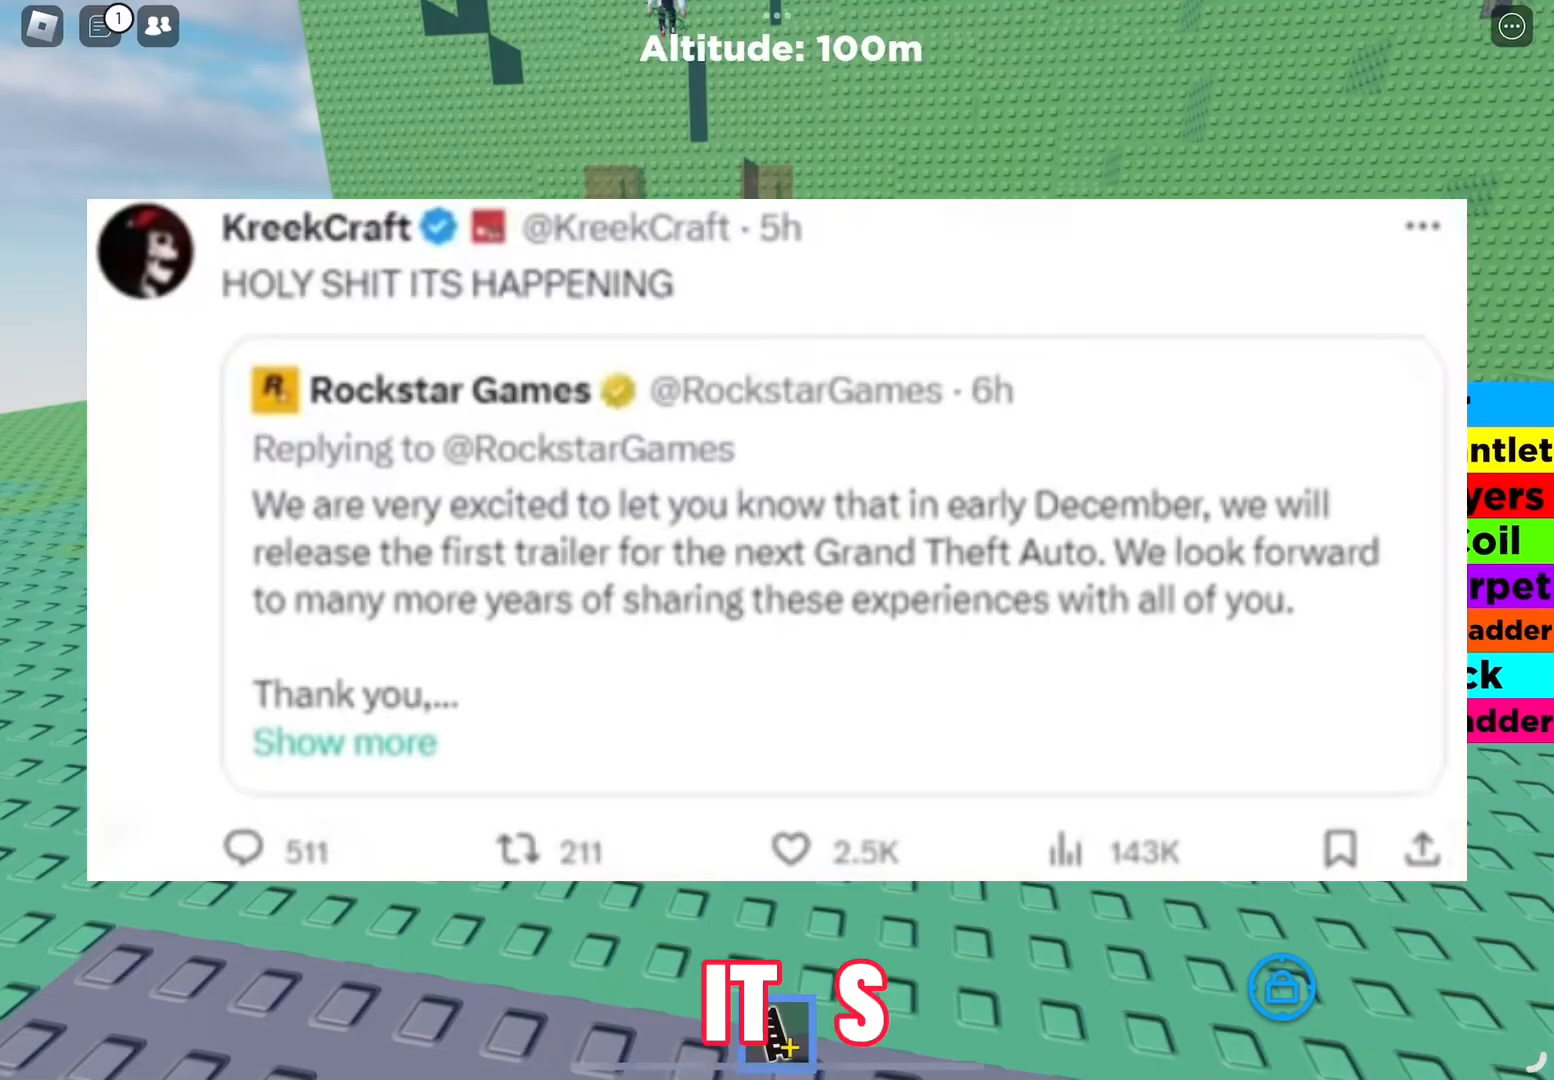 1
Altitude: 100m
KreekCraft @KreekCraft · 5h
HOLY SHIT ITS HAPPENING
Rockstar Games @RockstarGames · 6h
Replying to @RockstarGames
We are very excited to let you know that in early December, we will
release the first trailer for the next Grand Theft Auto. We look forward
to many more years of sharing these experiences with all of you.
Thank you,...
Show more
511 211 2.5K 143K
ntlet
yers
oil
rpet
adder
ck
adder
IT S